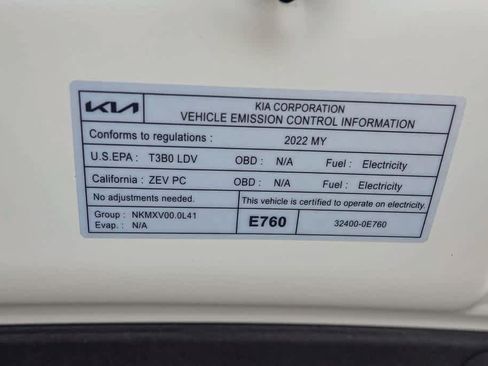 KIA
KIA CORPORATION
VEHICLE EMISSION CONTROL INFORMATION
Conforms to regulations : 2022 MY
U.S.EPA : T3B0 LDV OBD : N/A Fuel : Electricity
California : ZEV PC OBD : N/A Fuel : Electricity
No adjustments needed. This vehicle is certified to operate on electricity.
Group : NKMXV00.0L41
Evap. : N/A
E760
32400-0E760